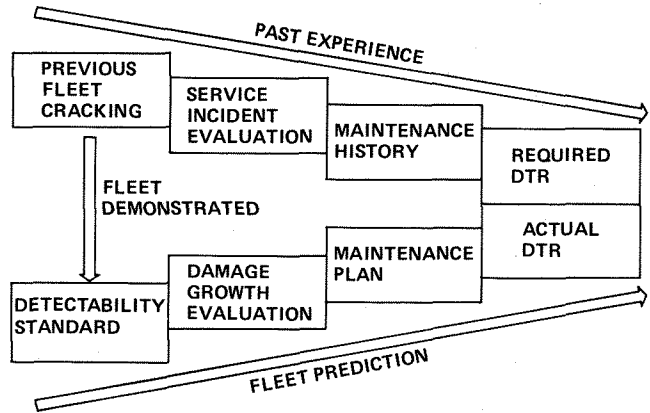 PAST EXPERIENCE
PREVIOUS
FLEET
CRACKING
SERVICE
INCIDENT
EVALUATION
MAINTENANCE
HISTORY
REQUIRED
DTR
FLEET
DEMONSTRATED
DETECTABILITY
STANDARD
DAMAGE
GROWTH
EVALUATION
MAINTENANCE
PLAN
ACTUAL
DTR
FLEET PREDICTION